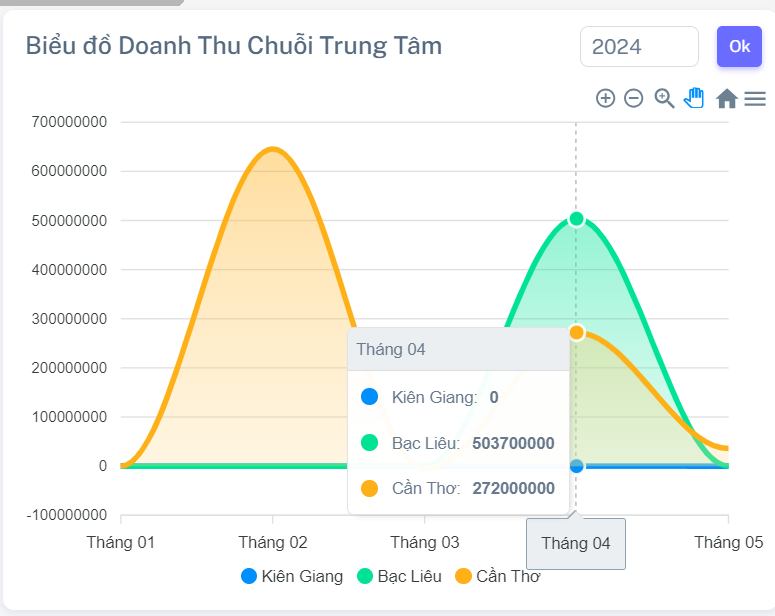 Biểu đồ Doanh Thu Chuỗi Trung Tâm
2024
Ok
700000000
600000000
500000000
400000000
300000000
200000000
100000000
0
-100000000
Tháng 04
Kiên Giang: 0
Bạc Liêu: 503700000
Cần Thơ: 272000000
Tháng 01
Tháng 02
Tháng 03
Tháng 04
Tháng 05
Kiên Giang
Bạc Liêu
Cần Thơ